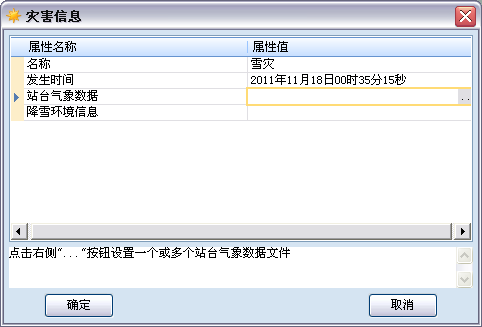 灾害信息
属性名称 属性值
名称 雪灾
发生时间 2011年11月18日00时35分15秒
站台气象数据 ..
降雪环境信息
点击右侧“...”按钮设置一个或多个站台气象数据文件
确定 取消